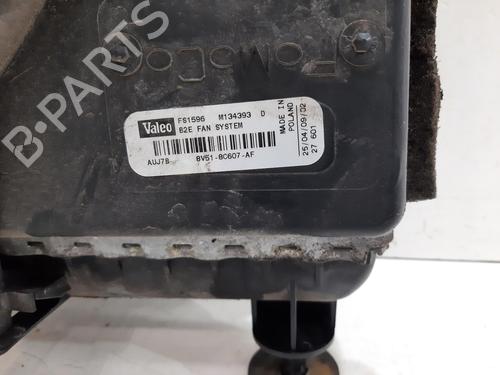 FoMoCo
Valeo
FS1596 M134393 D
B2E FAN SYSTEM
AUJ7B
8V51-8C607-AF
MADE IN
POLAND
25/04/09/02
27 601
B-PARTS